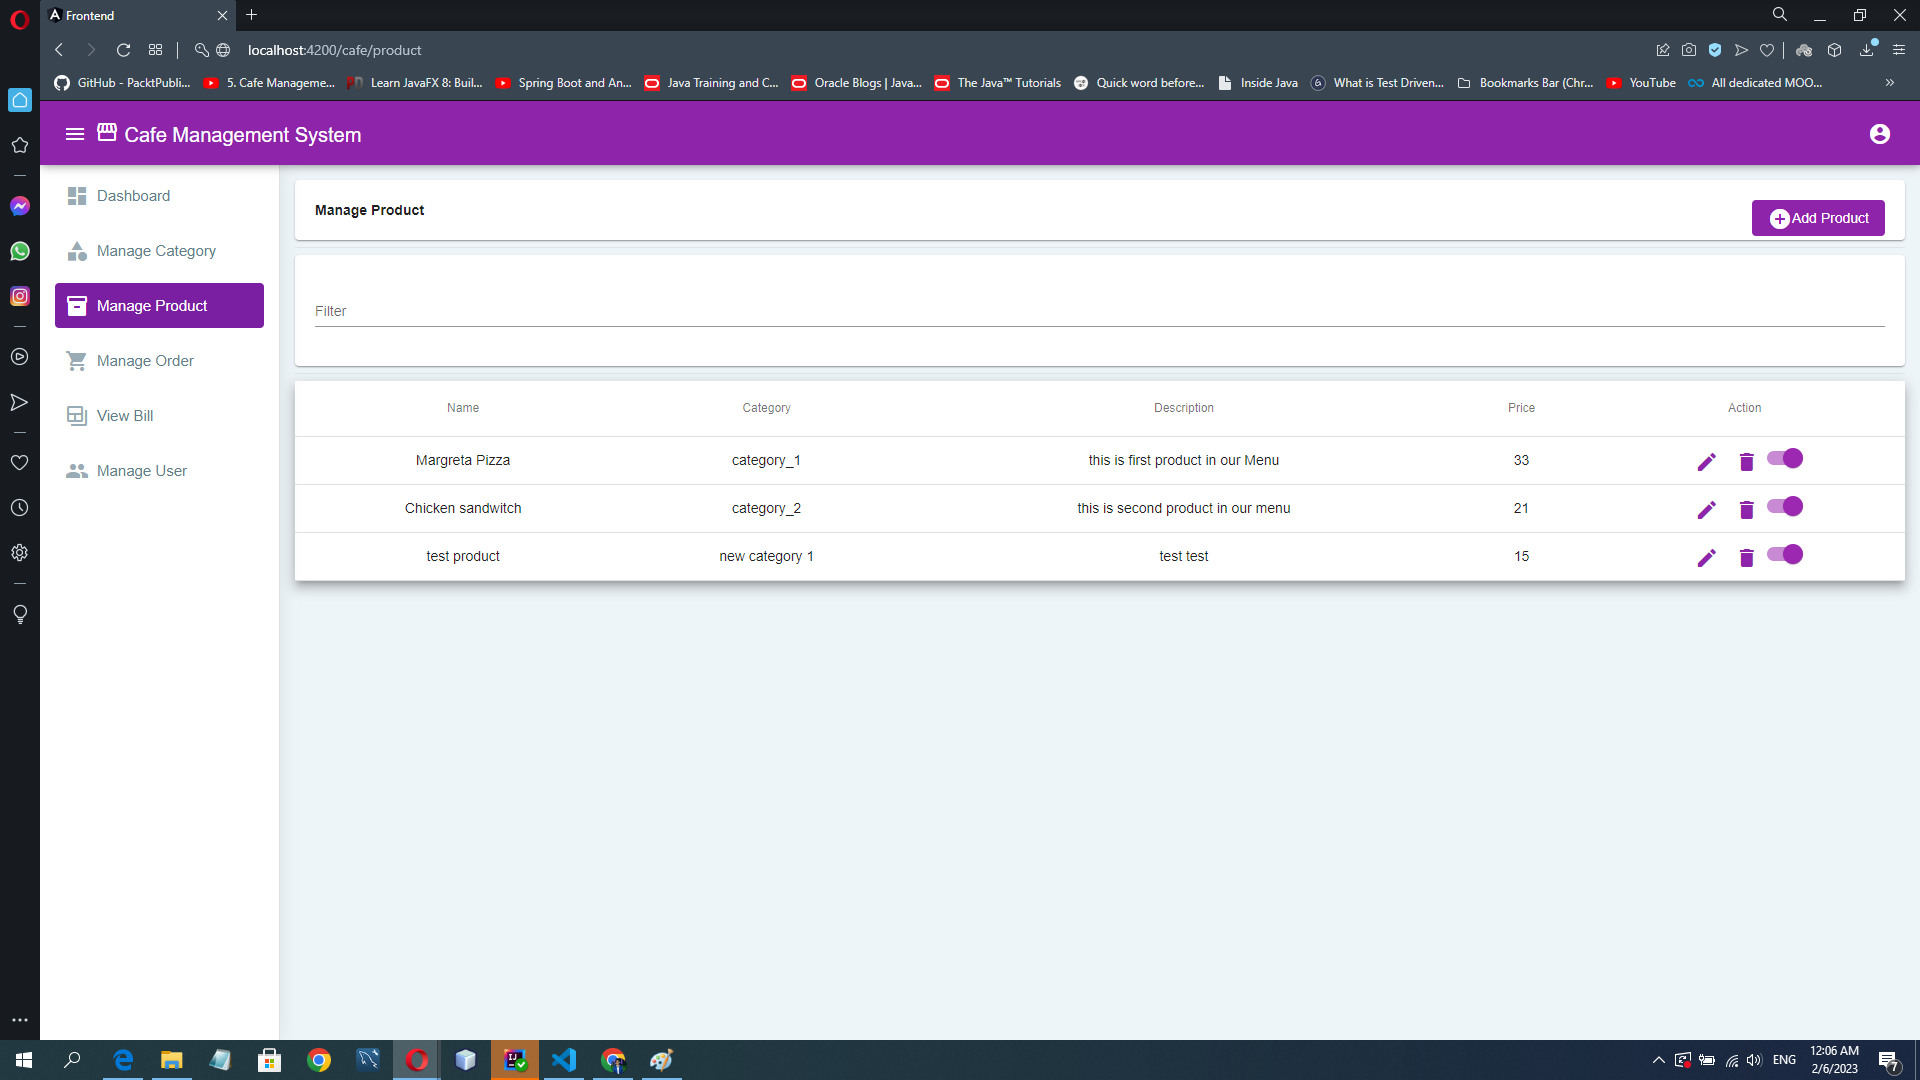 Frontend
localhost:4200/cafe/product
GitHub - PacktPubli... 5. Cafe Manageme... Learn JavaFX 8: Buil... Spring Boot and An... Java Training and C... Oracle Blogs | Java... The Java™ Tutorials Quick word before... Inside Java What is Test Driven... Bookmarks Bar (Chr... YouTube All dedicated MOO... »
Cafe Management System
Dashboard
Manage Category
Manage Product
Manage Order
View Bill
Manage User
Manage Product
Add Product
Filter
Name Category Description Price Action
Margreta Pizza category_1 this is first product in our Menu 33
Chicken sandwitch category_2 this is second product in our menu 21
test product new category 1 test test 15
ENG
12:06 AM
2/6/2023
7